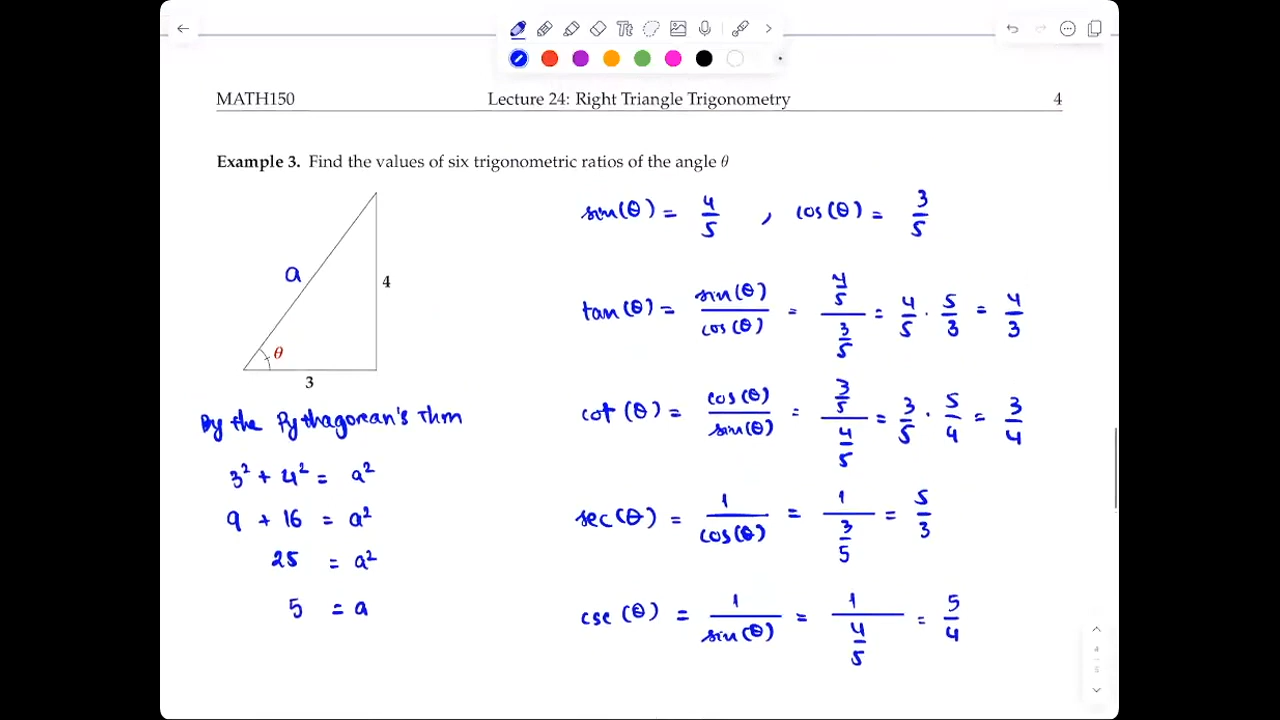 Tt
MATH150 Lecture 24: Right Triangle Trigonometry 4
Example 3. Find the values of six trigonometric ratios of the angle θ
a
4
θ
3
By the Pythagorean's Thm
3² + 4² = a²
9 + 16 = a²
25 = a²
5 = a
sin(θ) = 4/5 , cos(θ) = 3/5
tan(θ) = sin(θ)/cos(θ) = (4/5)/(3/5) = 4/5 · 5/3 = 4/3
cot(θ) = cos(θ)/sin(θ) = (3/5)/(4/5) = 3/5 · 5/4 = 3/4
sec(θ) = 1/cos(θ) = 1/(3/5) = 5/3
csc(θ) = 1/sin(θ) = 1/(4/5) = 5/4